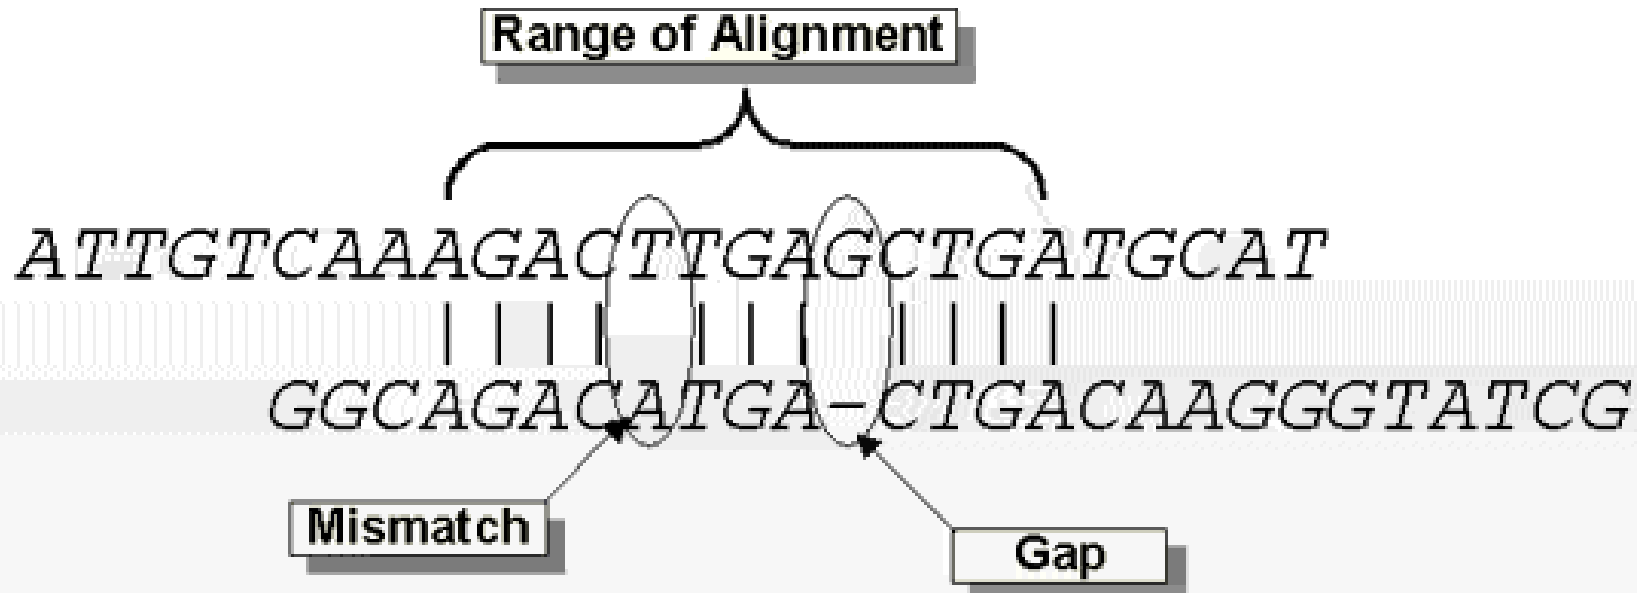 Range of Alignment
ATTGTCAAAGACTTGAGCTGATGCAT
GGCAGACATGA–CTGACAAGGGTATCG
Mismatch
Gap